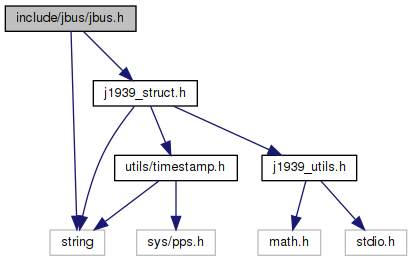 include/jbus/jbus.h
j1939_struct.h
utils/timestamp.h
j1939_utils.h
string
sys/pps.h
math.h
stdio.h